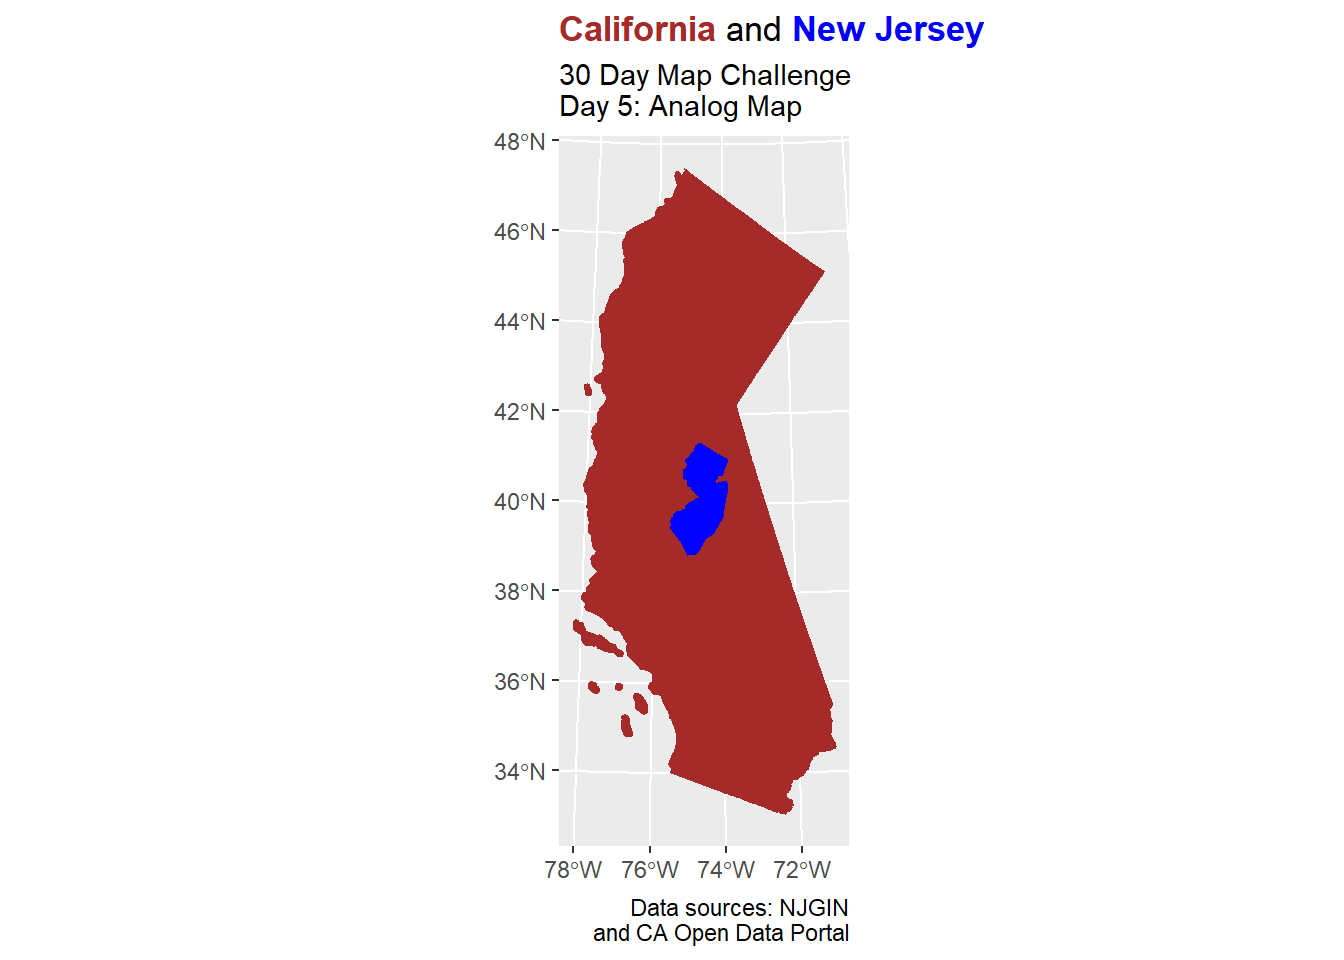 California and New Jersey
30 Day Map Challenge
Day 5: Analog Map
48°N
46°N
44°N
42°N
40°N
38°N
36°N
34°N
78°W 76°W 74°W 72°W
Data sources: NJGIN
and CA Open Data Portal